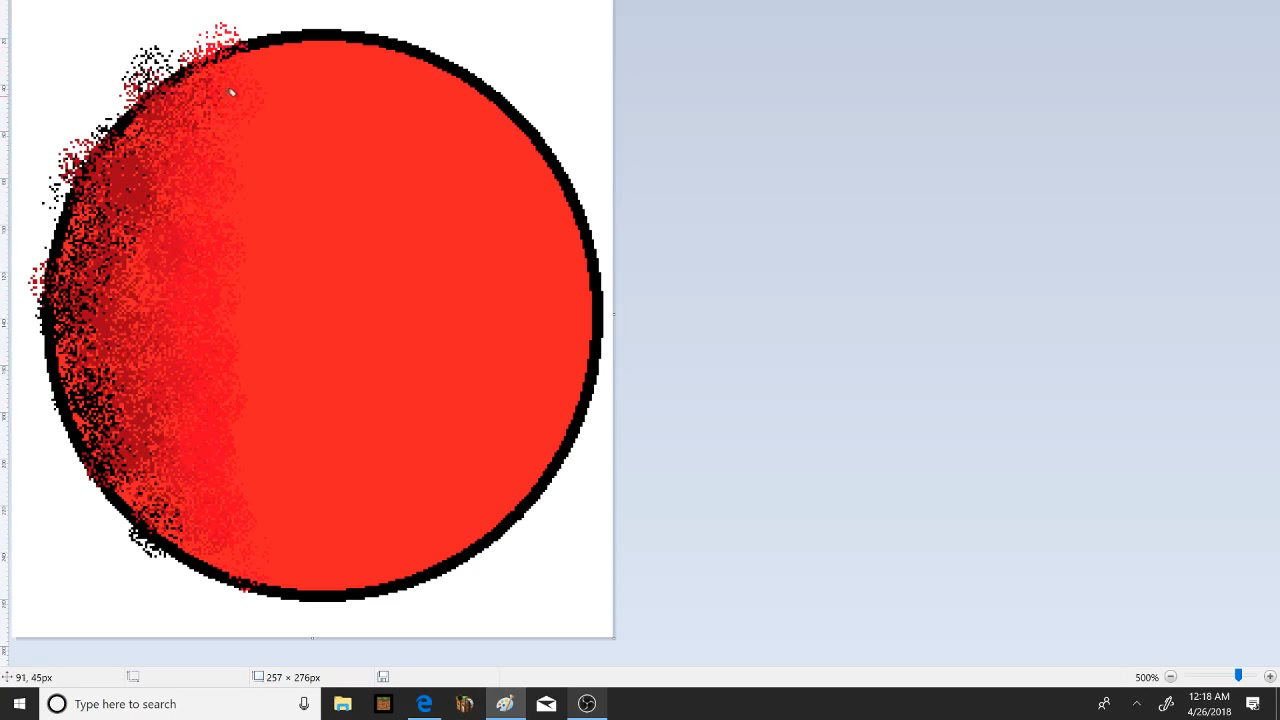 91, 45px
257 × 276px
500%
Type here to search
12:18 AM
4/26/2018